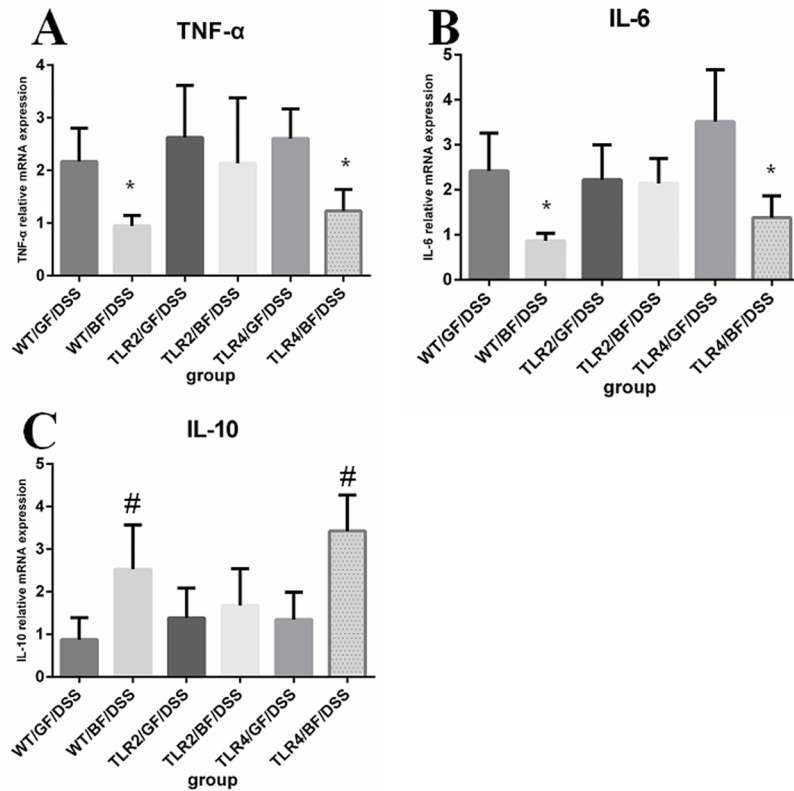 A
TNF-α
TNF-α relative mRNA expression
4
3
2
1
0
*
*
WT/GF/DSS
WT/BF/DSS
TLR2/GF/DSS
TLR2/BF/DSS
TLR4/GF/DSS
TLR4/BF/DSS
group
B
IL-6
IL-6 relative mRNA expression
5
4
3
2
1
0
*
*
WT/GF/DSS
WT/BF/DSS
TLR2/GF/DSS
TLR2/BF/DSS
TLR4/GF/DSS
TLR4/BF/DSS
group
C
IL-10
IL-10 relative mRNA expression
5
4
3
2
1
0
#
#
WT/GF/DSS
WT/BF/DSS
TLR2/GF/DSS
TLR2/BF/DSS
TLR4/GF/DSS
TLR4/BF/DSS
group